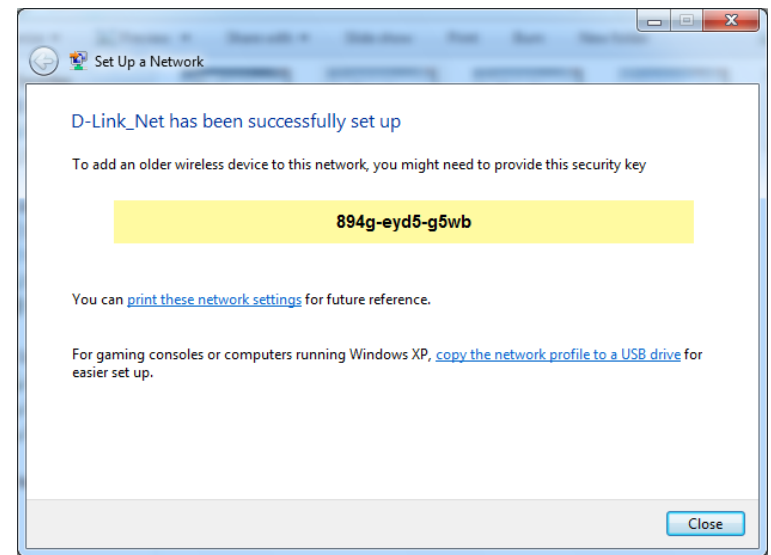 Set Up a Network
D-Link_Net has been successfully set up
To add an older wireless device to this network, you might need to provide this security key
894g-eyd5-g5wb
You can print these network settings for future reference.
For gaming consoles or computers running Windows XP, copy the network profile to a USB drive for
easier set up.
Close